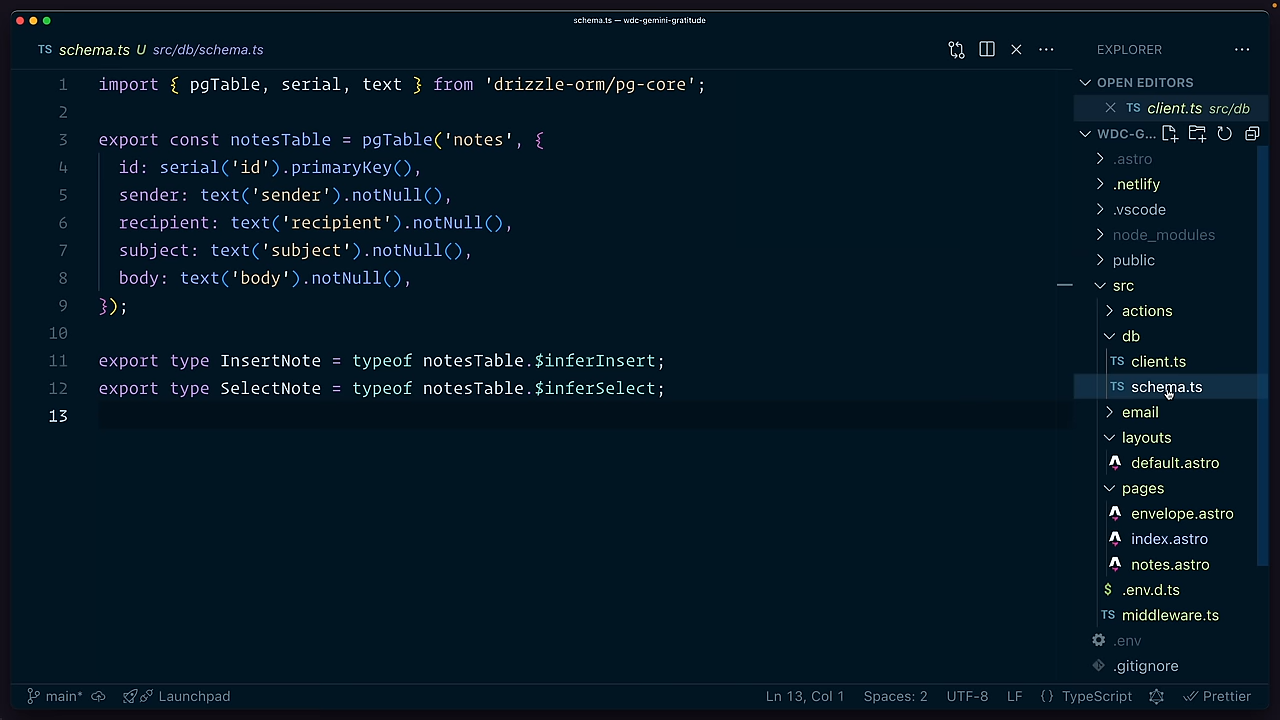 schema.ts — wdc-gemini-gratitude
TS schema.ts U src/db/schema.ts
1 import { pgTable, serial, text } from 'drizzle-orm/pg-core';
2
3 export const notesTable = pgTable('notes', {
4 id: serial('id').primaryKey(),
5 sender: text('sender').notNull(),
6 recipient: text('recipient').notNull(),
7 subject: text('subject').notNull(),
8 body: text('body').notNull(),
9 });
10
11 export type InsertNote = typeof notesTable.$inferInsert;
12 export type SelectNote = typeof notesTable.$inferSelect;
13
EXPLORER
OPEN EDITORS
TS client.ts src/db
WDC-G...
.astro
.netlify
.vscode
node_modules
public
src
actions
db
TS client.ts
TS schema.ts
email
layouts
default.astro
pages
envelope.astro
index.astro
notes.astro
$ .env.d.ts
TS middleware.ts
.env
.gitignore
main* Launchpad Ln 13, Col 1 Spaces: 2 UTF-8 LF {} TypeScript Prettier